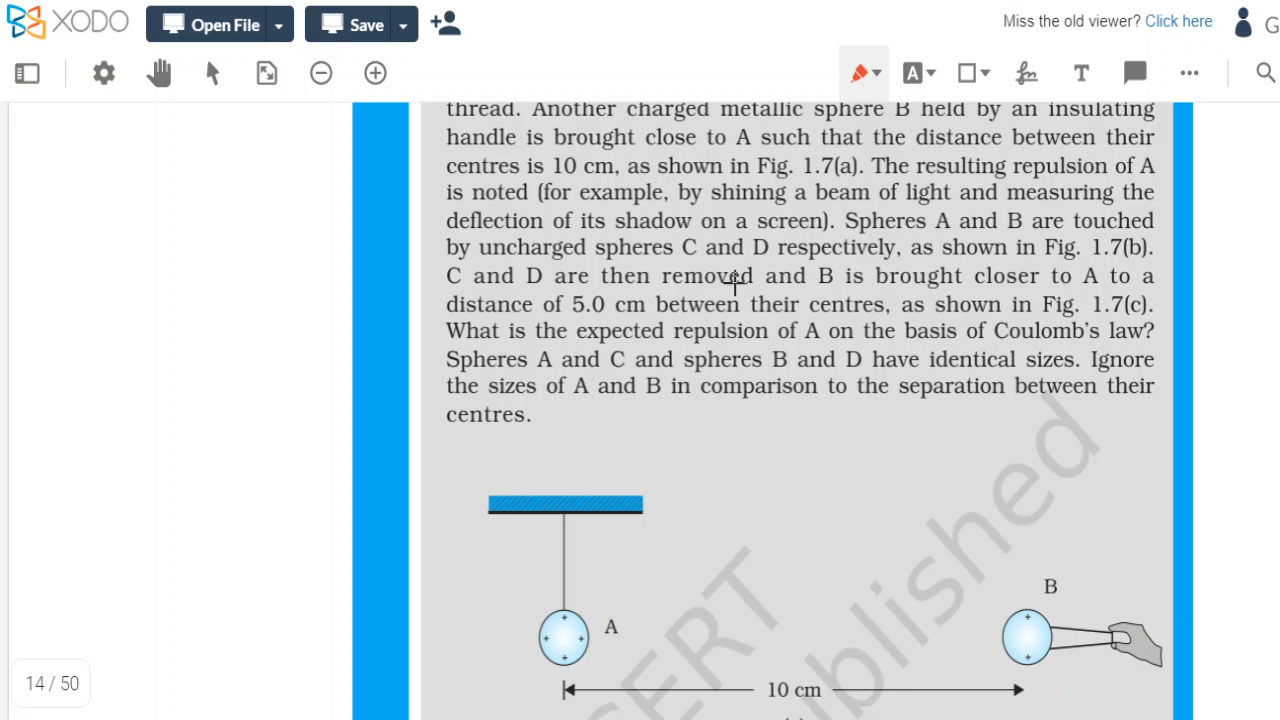 XODO
Open File
Save
Miss the old viewer? Click here
G
A
T
thread. Another charged metallic sphere B held by an insulating
handle is brought close to A such that the distance between their
centres is 10 cm, as shown in Fig. 1.7(a). The resulting repulsion of A
is noted (for example, by shining a beam of light and measuring the
deflection of its shadow on a screen). Spheres A and B are touched
by uncharged spheres C and D respectively, as shown in Fig. 1.7(b).
C and D are then removed and B is brought closer to A to a
distance of 5.0 cm between their centres, as shown in Fig. 1.7(c).
What is the expected repulsion of A on the basis of Coulomb's law?
Spheres A and C and spheres B and D have identical sizes. Ignore
the sizes of A and B in comparison to the separation between their
centres.
B
A
10 cm
ERT
blished
14 / 50